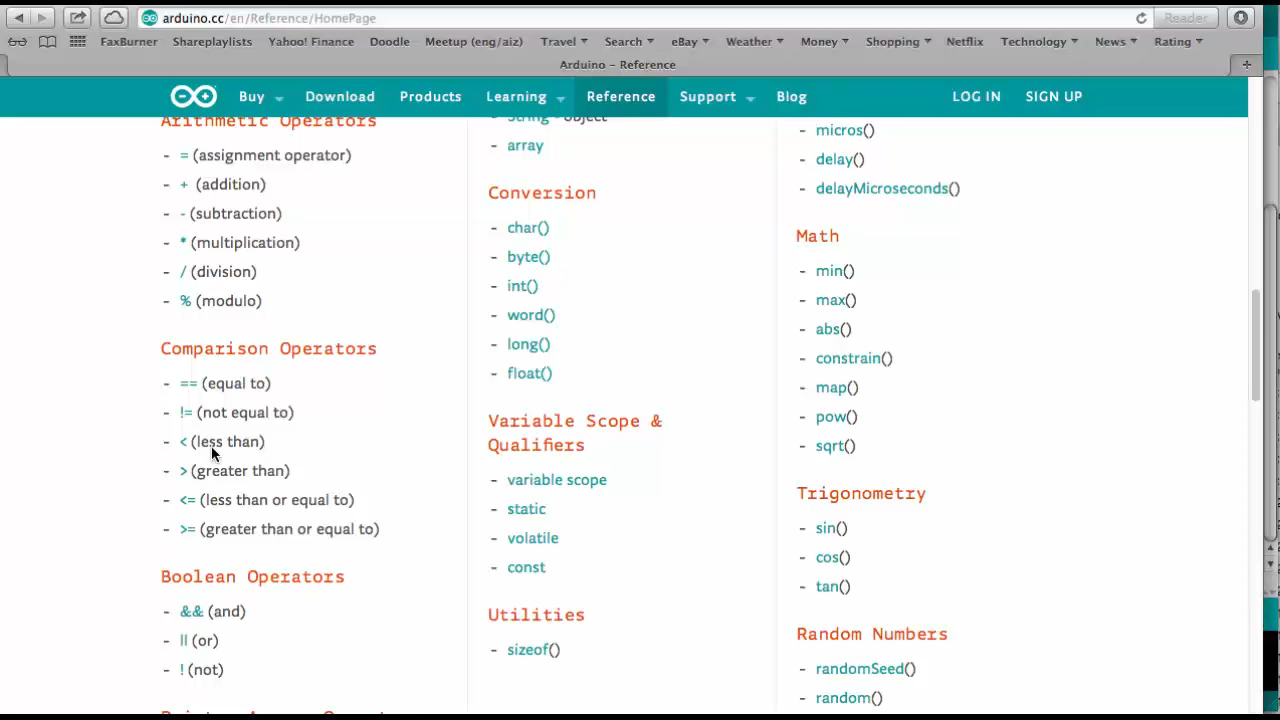 arduino.cc/en/Reference/HomePage
Reader
FaxBurner Shareplaylists Yahoo! Finance Doodle Meetup (eng/aiz) Travel Search eBay Weather Money Shopping Netflix Technology News Rating
Arduino – Reference
Buy Download Products Learning Reference Support Blog LOG IN SIGN UP
Arithmetic Operators
- = (assignment operator)
- + (addition)
- - (subtraction)
- * (multiplication)
- / (division)
- % (modulo)
Comparison Operators
- == (equal to)
- != (not equal to)
- < (less than)
- > (greater than)
- <= (less than or equal to)
- >= (greater than or equal to)
Boolean Operators
- && (and)
- || (or)
- ! (not)
- String - object
- array
Conversion
- char()
- byte()
- int()
- word()
- long()
- float()
Variable Scope &
Qualifiers
- variable scope
- static
- volatile
- const
Utilities
- sizeof()
- micros()
- delay()
- delayMicroseconds()
Math
- min()
- max()
- abs()
- constrain()
- map()
- pow()
- sqrt()
Trigonometry
- sin()
- cos()
- tan()
Random Numbers
- randomSeed()
- random()